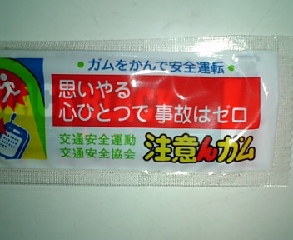 ・ガムをかんで安全運転・
思いやる
心ひとつで 事故はゼロ
交通安全運動
交通安全協会
注意んガム